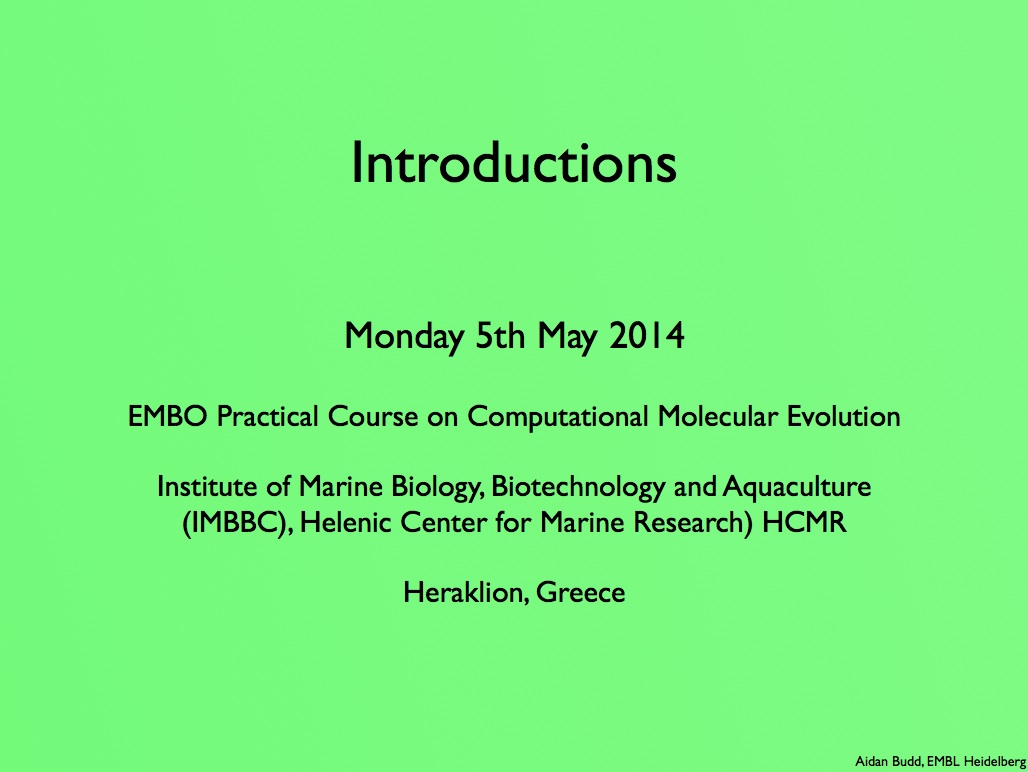 Introductions
Monday 5th May 2014
EMBO Practical Course on Computational Molecular Evolution
Institute of Marine Biology, Biotechnology and Aquaculture
(IMBBC), Helenic Center for Marine Research) HCMR
Heraklion, Greece
Aidan Budd, EMBL Heidelberg